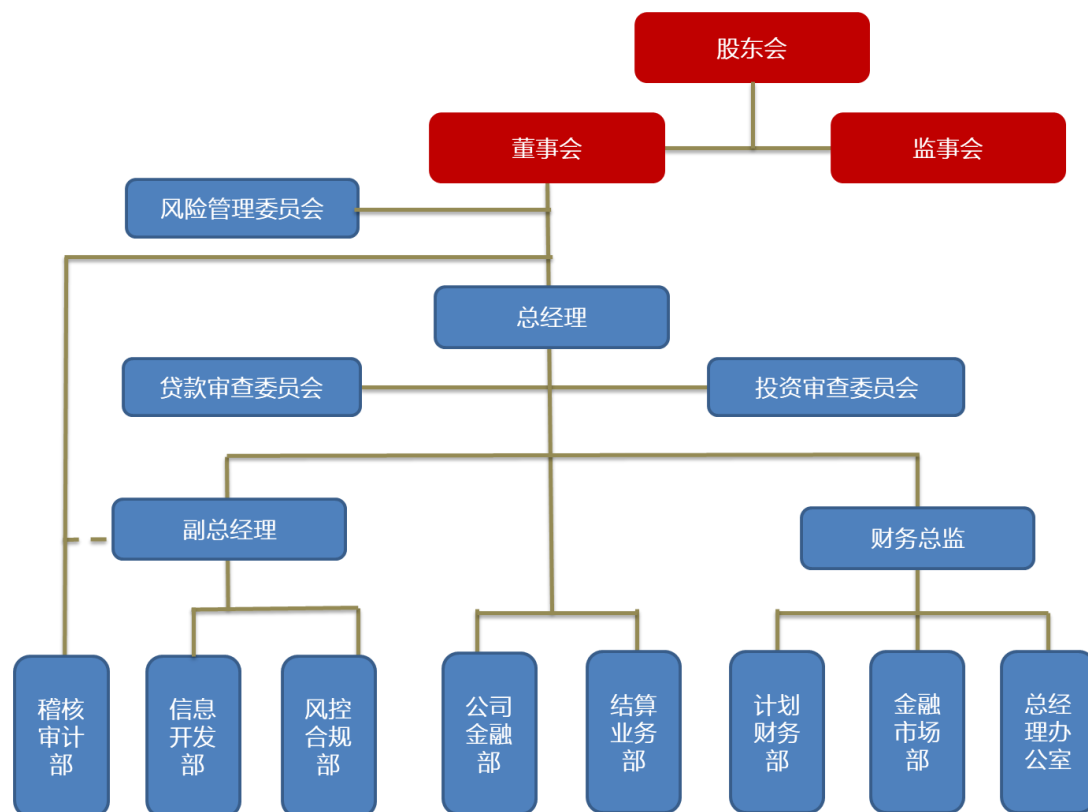 股东会
董事会
监事会
风险管理委员会
总经理
贷款审查委员会
投资审查委员会
副总经理
财务总监
稽核
审计
部
信息
开发
部
风控
合规
部
公司
金融
部
结算
业务
部
计划
财务
部
金融
市场
部
总经
理办
公室